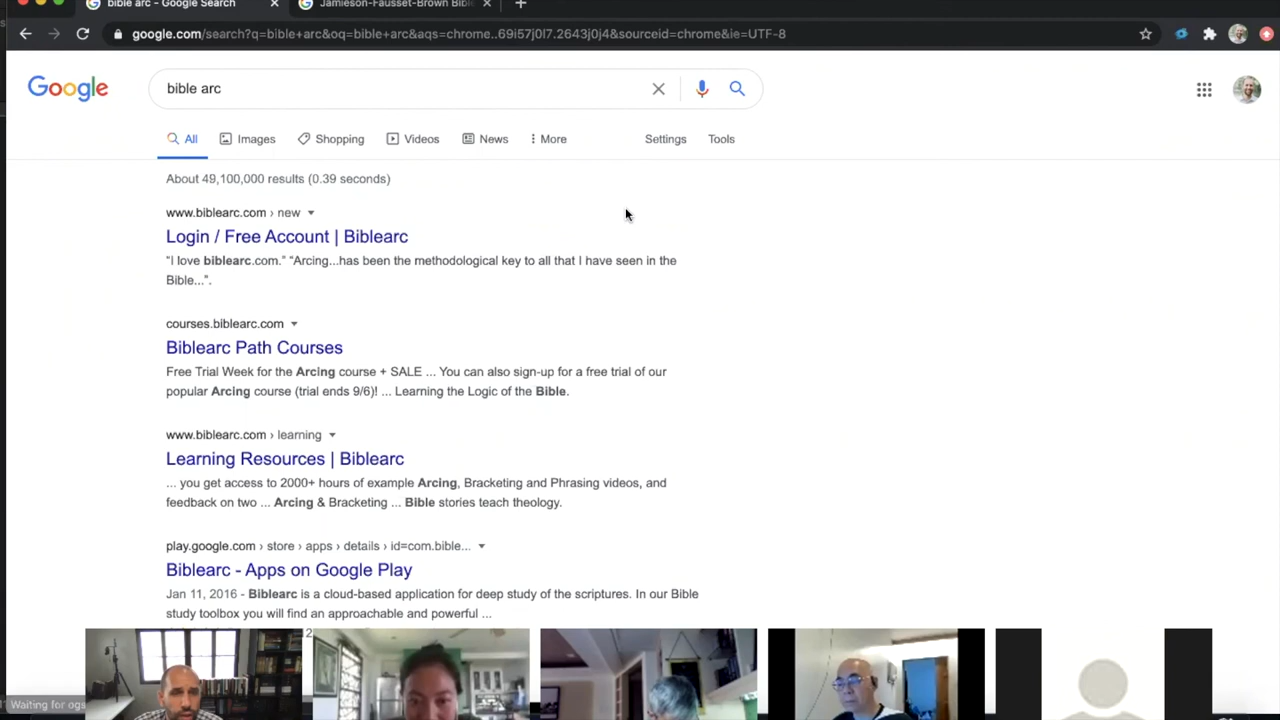 bible arc - Google Search
Jamieson-Fausset-Brown Bibl
google.com/search?q=bible+arc&oq=bible+arc&aqs=chrome..69i57j0l7.2643j0j4&sourceid=chrome&ie=UTF-8
Google
bible arc
All Images Shopping Videos News More Settings Tools
About 49,100,000 results (0.39 seconds)
www.biblearc.com › new
Login / Free Account | Biblearc
“I love biblearc.com.” “Arcing...has been the methodological key to all that I have seen in the
Bible...”.
courses.biblearc.com
Biblearc Path Courses
Free Trial Week for the Arcing course + SALE ... You can also sign-up for a free trial of our
popular Arcing course (trial ends 9/6)! ... Learning the Logic of the Bible.
www.biblearc.com › learning
Learning Resources | Biblearc
... you get access to 2000+ hours of example Arcing, Bracketing and Phrasing videos, and
feedback on two ... Arcing & Bracketing ... Bible stories teach theology.
play.google.com › store › apps › details › id=com.bible...
Biblearc - Apps on Google Play
Jan 11, 2016 - Biblearc is a cloud-based application for deep study of the scriptures. In our Bible
study toolbox you will find an approachable and powerful ...
Waiting for ogs